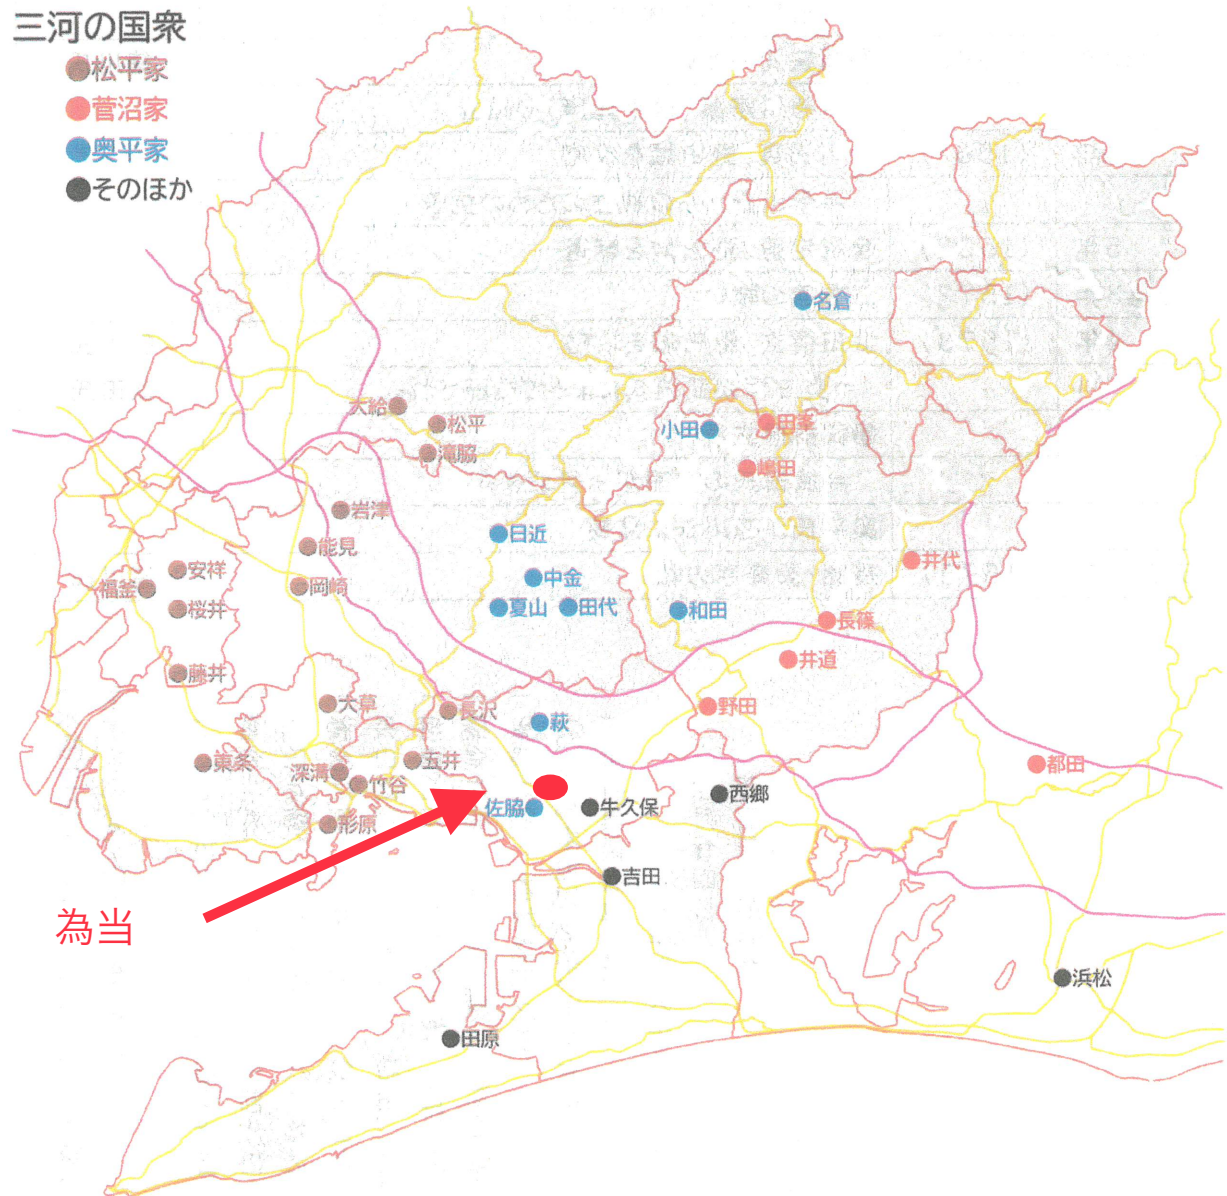 三河の国衆
●松平家
●菅沼家
●奥平家
●そのほか
名倉
大給
松平
滝脇
小田
田峯
嶋田
岩津
能見
日近
井代
安祥
福釜
岡崎
中金
桜井
夏山
田代
和田
長篠
藤井
井道
大草
長沢
萩
野田
東条
深溝
五井
竹谷
都田
佐脇
牛久保
西郷
形原
吉田
為当
浜松
田原